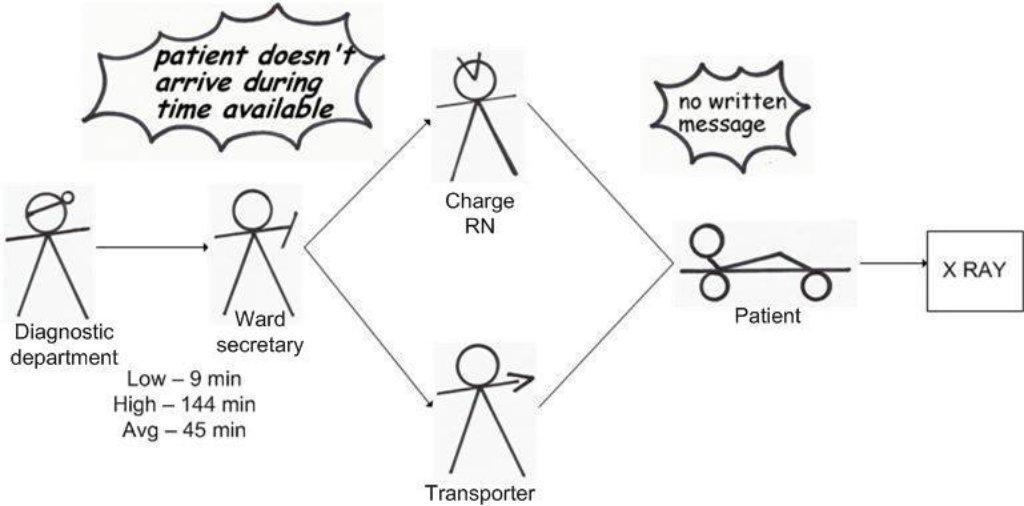 patient doesn't
arrive during
time available
no written
message
Charge
RN
Diagnostic
department
Ward
secretary
Patient
X RAY
Low – 9 min
High – 144 min
Avg – 45 min
Transporter